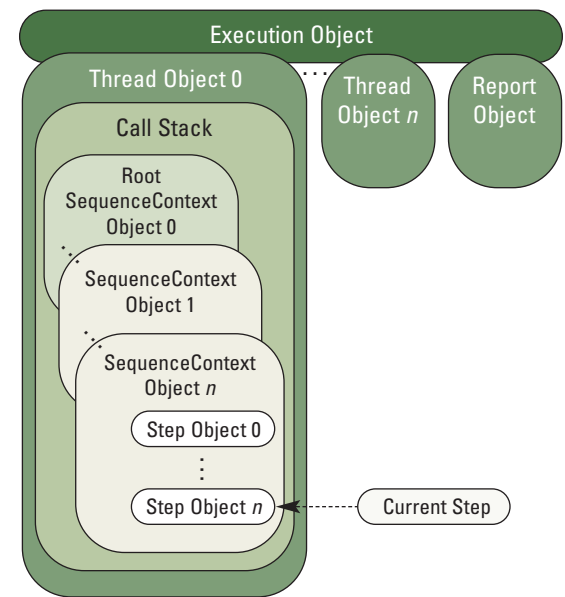 Execution Object
Thread Object 0
...
Thread
Object n
Report
Object
Call Stack
Root
SequenceContext
Object 0
...
SequenceContext
Object 1
...
SequenceContext
Object n
Step Object 0
...
Step Object n
Current Step